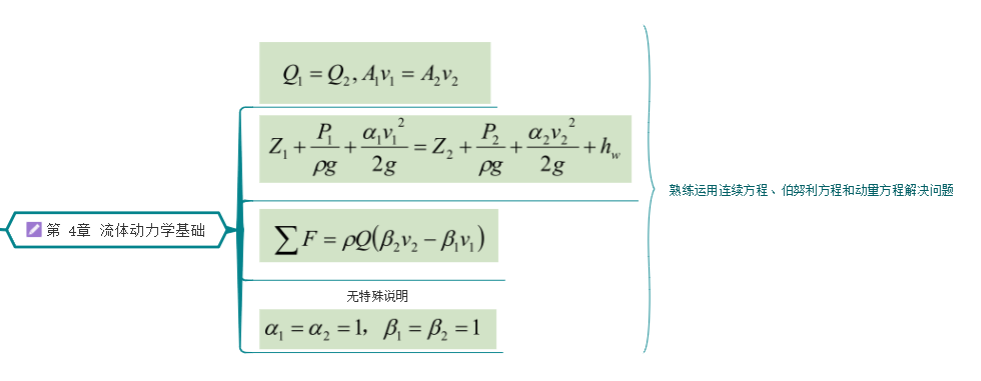 Q₁ = Q₂, A₁v₁ = A₂v₂
Z₁ + P₁/ρg + α₁v₁²/2g = Z₂ + P₂/ρg + α₂v₂²/2g + h_w
第 4章 流体动力学基础
熟练运用连续方程、伯努利方程和动量方程解决问题
∑F = ρQ(β₂v₂ − β₁v₁)
无特殊说明
α₁ = α₂ = 1, β₁ = β₂ = 1